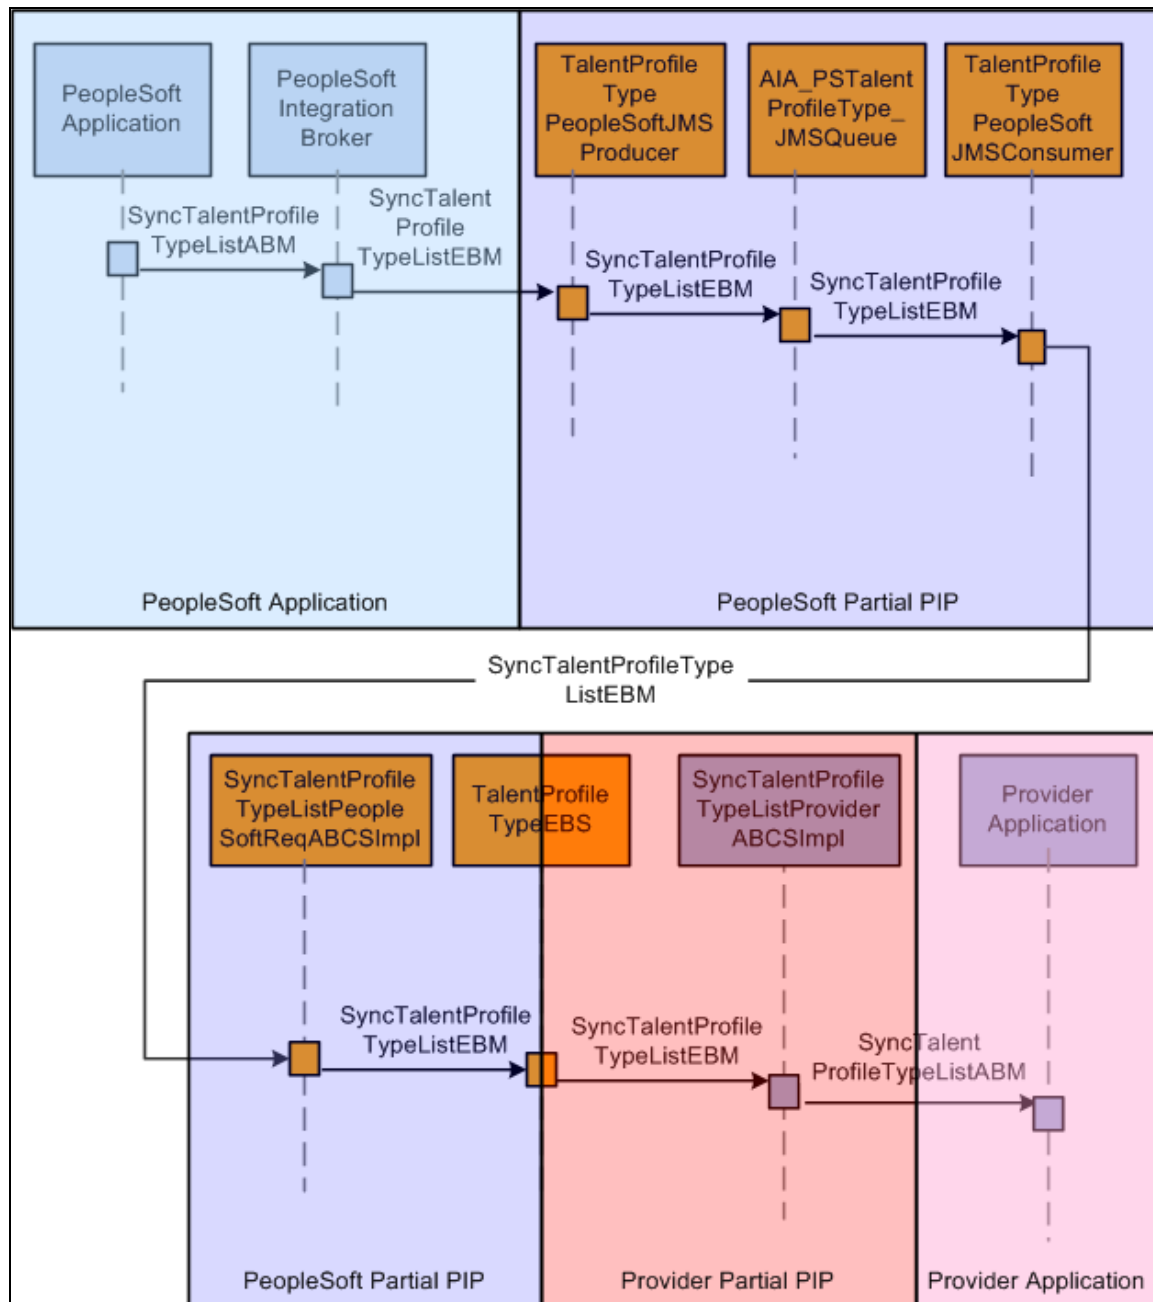 PeopleSoft
Application
PeopleSoft
Integration
Broker
TalentProfile
Type
PeopleSoftJMS
Producer
AIA_PSTalent
ProfileType_
JMSQueue
TalentProfile
Type
PeopleSoft
JMSConsumer
SyncTalentProfile
TypeListABM
SyncTalent
Profile
TypeListEBM
SyncTalentProfile
TypeListEBM
SyncTalentProfile
TypeListEBM
PeopleSoft Application
PeopleSoft Partial PIP
SyncTalentProfileType
ListEBM
SyncTalentProfile
TypeListPeople
SoftReqABCSImpl
TalentProfile
TypeEBS
SyncTalentProfile
TypeListProvider
ABCSImpl
Provider
Application
SyncTalentProfile
TypeListEBM
SyncTalentProfile
TypeListEBM
SyncTalent
ProfileTypeListABM
PeopleSoft Partial PIP
Provider Partial PIP
Provider Application